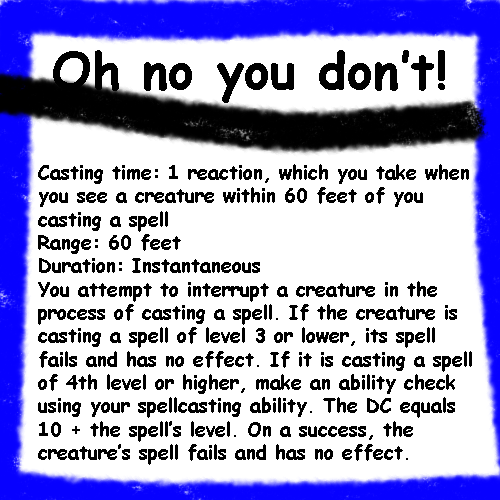 Oh no you don't!
Casting time: 1 reaction, which you take when
you see a creature within 60 feet of you
casting a spell
Range: 60 feet
Duration: Instantaneous
You attempt to interrupt a creature in the
process of casting a spell. If the creature is
casting a spell of level 3 or lower, its spell
fails and has no effect. If it is casting a spell
of 4th level or higher, make an ability check
using your spellcasting ability. The DC equals
10 + the spell's level. On a success, the
creature's spell fails and has no effect.